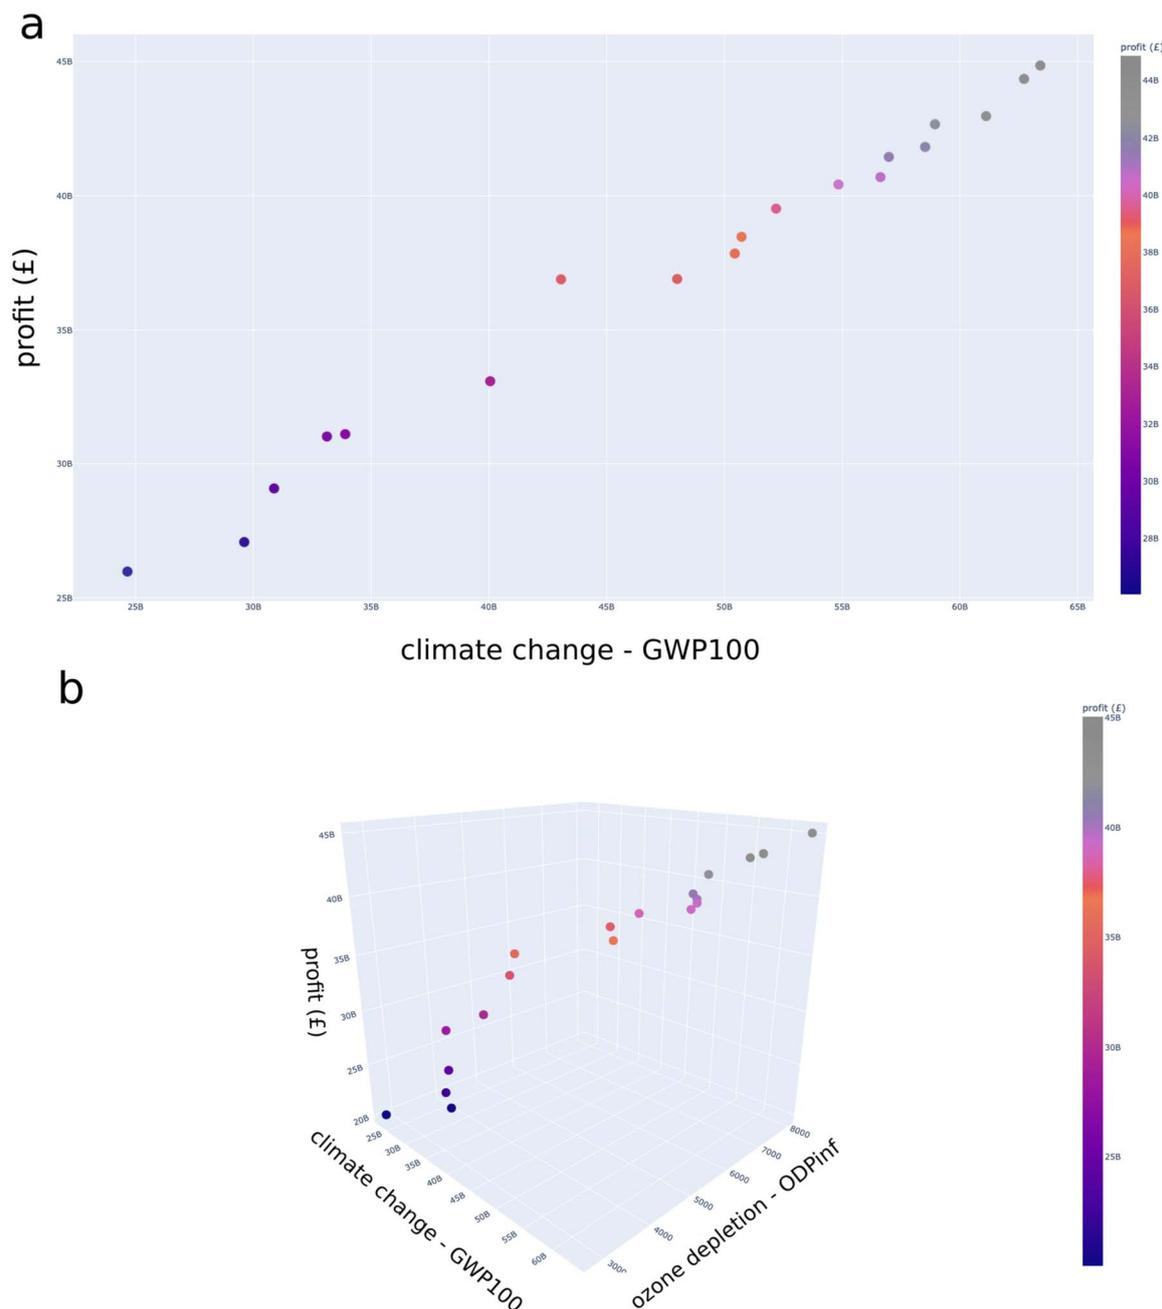 a
profit (£)
45B
40B
35B
30B
25B
25B 30B 35B 40B 45B 50B 55B 60B 65B
climate change - GWP100
profit (£)
44B
42B
40B
38B
36B
34B
32B
30B
28B
b
profit (£)
45B
40B
35B
30B
25B
20B
25B
30B
35B
40B
45B
50B
55B
60B
climate change - GWP100
8000
7000
6000
5000
4000
3000
ozone depletion - ODPinf
profit (£)
45B
40B
35B
30B
25B